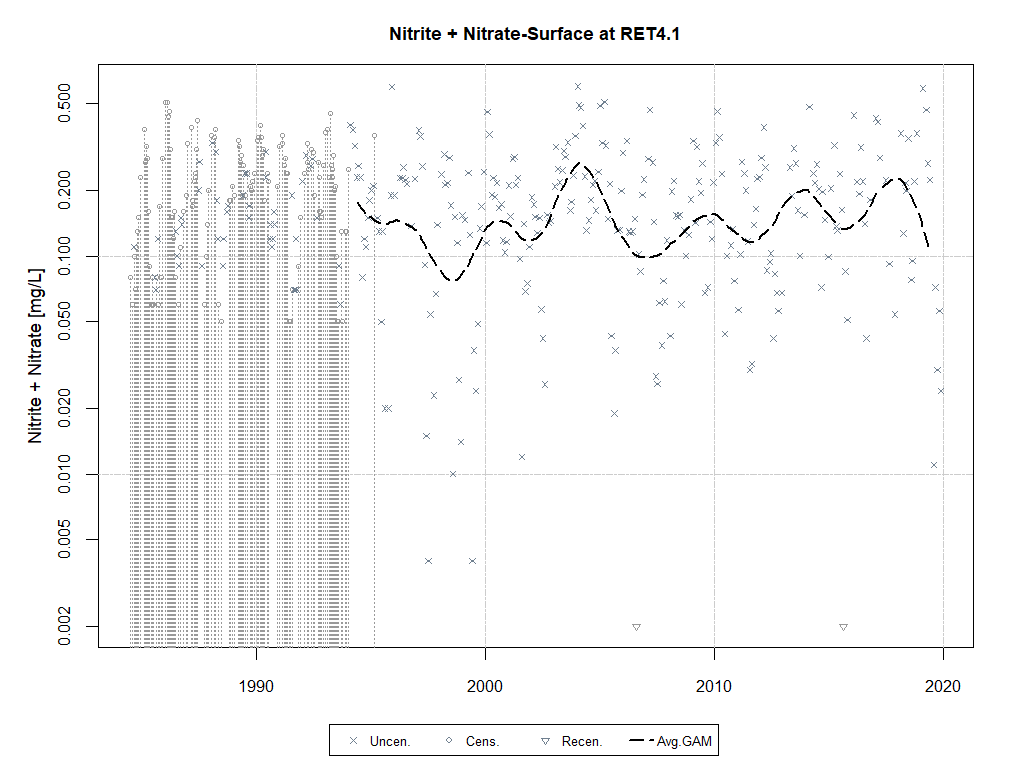 Nitrite + Nitrate-Surface at RET4.1
Nitrite + Nitrate [mg/L]
0.500
0.200
0.100
0.050
0.020
0.010
0.005
0.002
1990 2000 2010 2020
Uncen. Cens. Recen. Avg.GAM